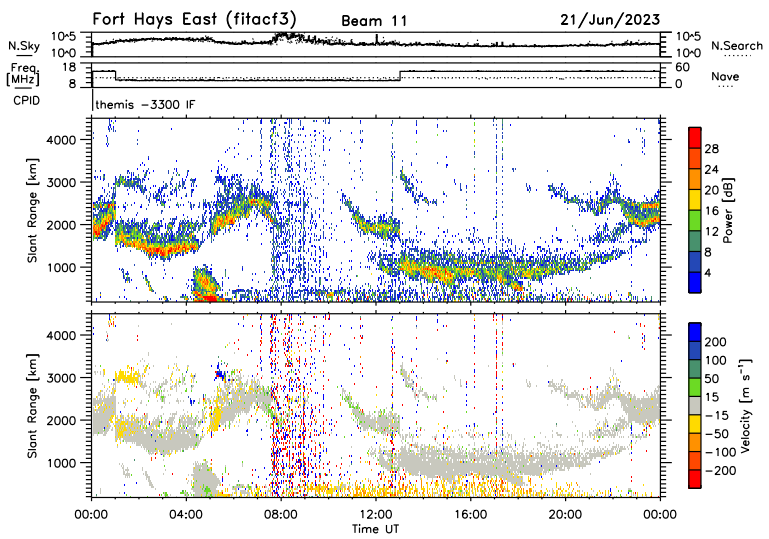 Fort Hays East (fitacf3) Beam 11 21/Jun/2023
N.Sky 10^5 10^0 10^5 10^0 N.Search
Freq. [MHz] 18 8 60 0 Nave
CPID themis -3300 IF
Slant Range [km] 4000 3000 2000 1000
28 24 20 16 12 8 4 Power [dB]
Slant Range [km] 4000 3000 2000 1000
200 100 50 15 -15 -50 -100 -200 Velocity [m s^-1]
00:00 04:00 08:00 12:00 16:00 20:00 00:00
Time UT